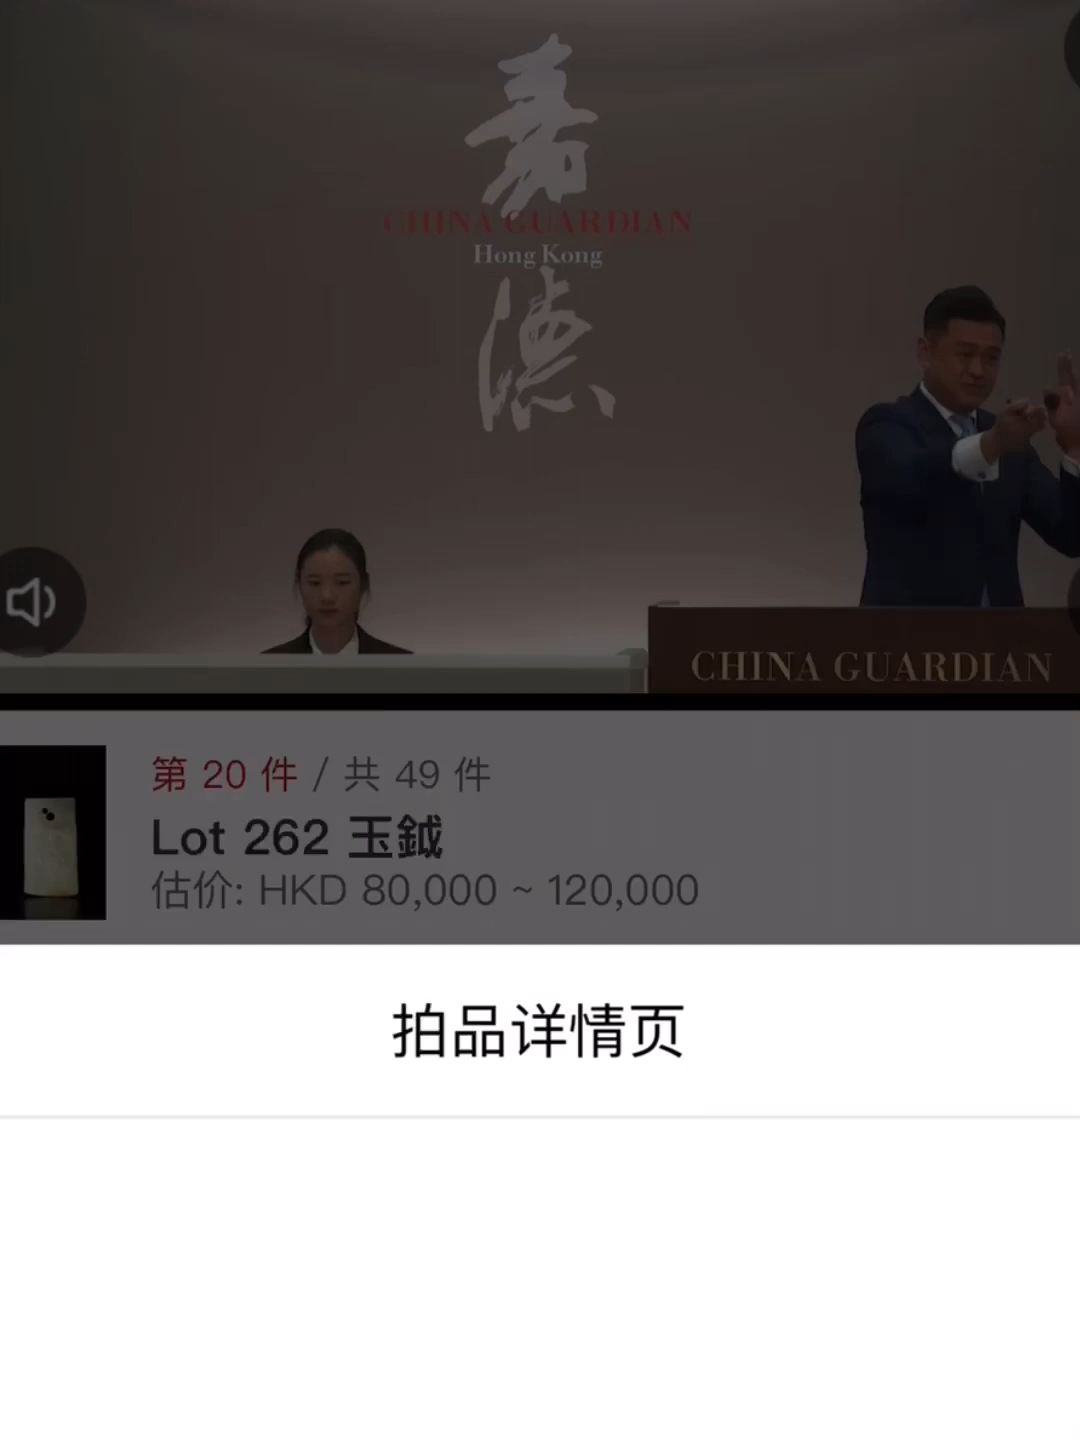 嘉
CHINA GUARDIAN
Hong Kong
德
CHINA GUARDIAN
第 20 件 / 共 49 件
Lot 262 玉鉞
估价: HKD 80,000 ~ 120,000
拍品详情页